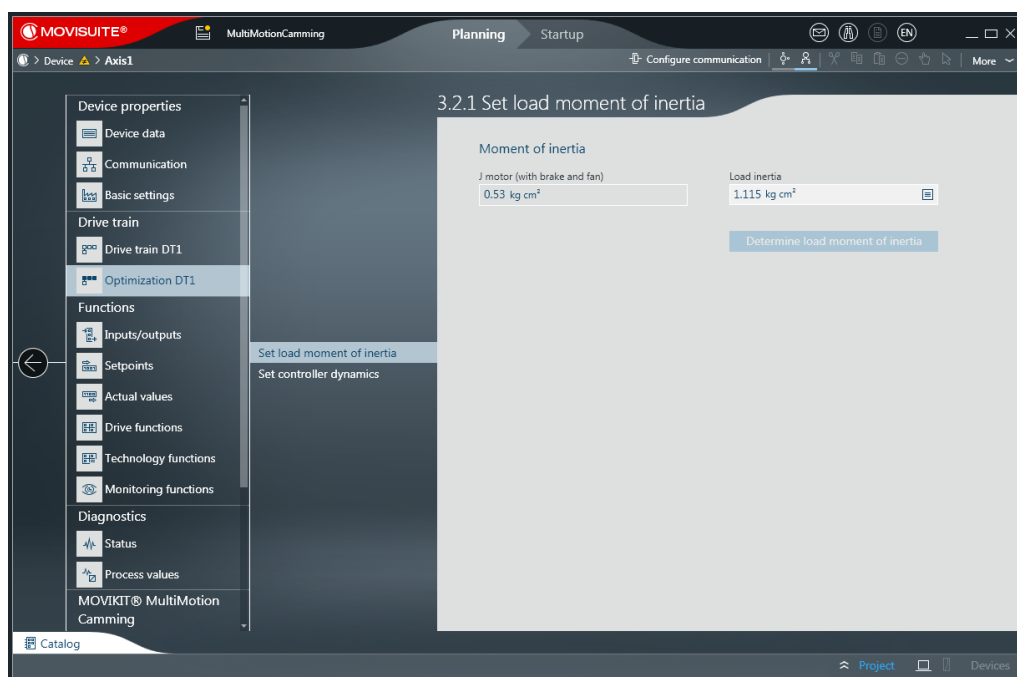 MOVISUITE®
MultiMotionCamming
Planning
Startup
EN
> Device > Axis1
Configure communication
More
Device properties
Device data
Communication
Basic settings
Drive train
Drive train DT1
Optimization DT1
Functions
Inputs/outputs
Setpoints
Actual values
Drive functions
Technology functions
Monitoring functions
Diagnostics
Status
Process values
MOVIKIT® MultiMotion
Camming
Set load moment of inertia
Set controller dynamics
3.2.1 Set load moment of inertia
Moment of inertia
J motor (with brake and fan)
0.53 kg cm²
Load inertia
1.115 kg cm²
Determine load moment of inertia
Catalog
Project
Devices